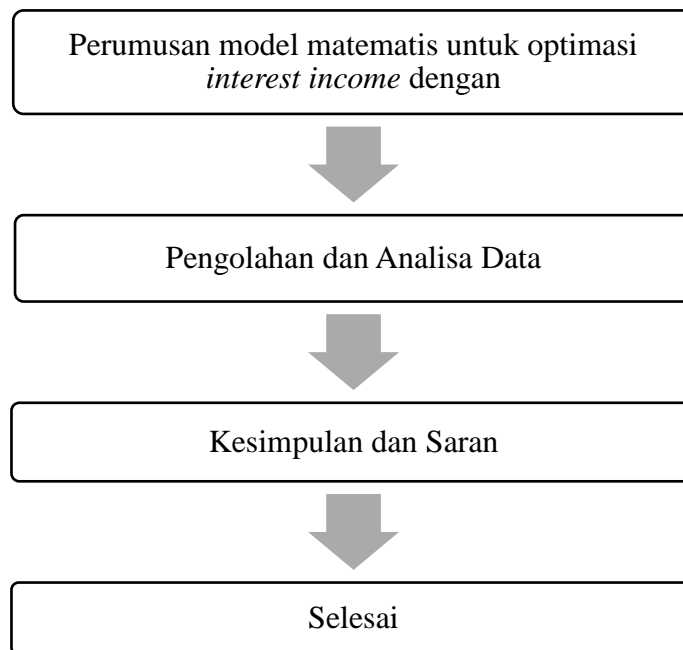 Perumusan model matematis untuk optimasi
interest income dengan
Pengolahan dan Analisa Data
Kesimpulan dan Saran
Selesai